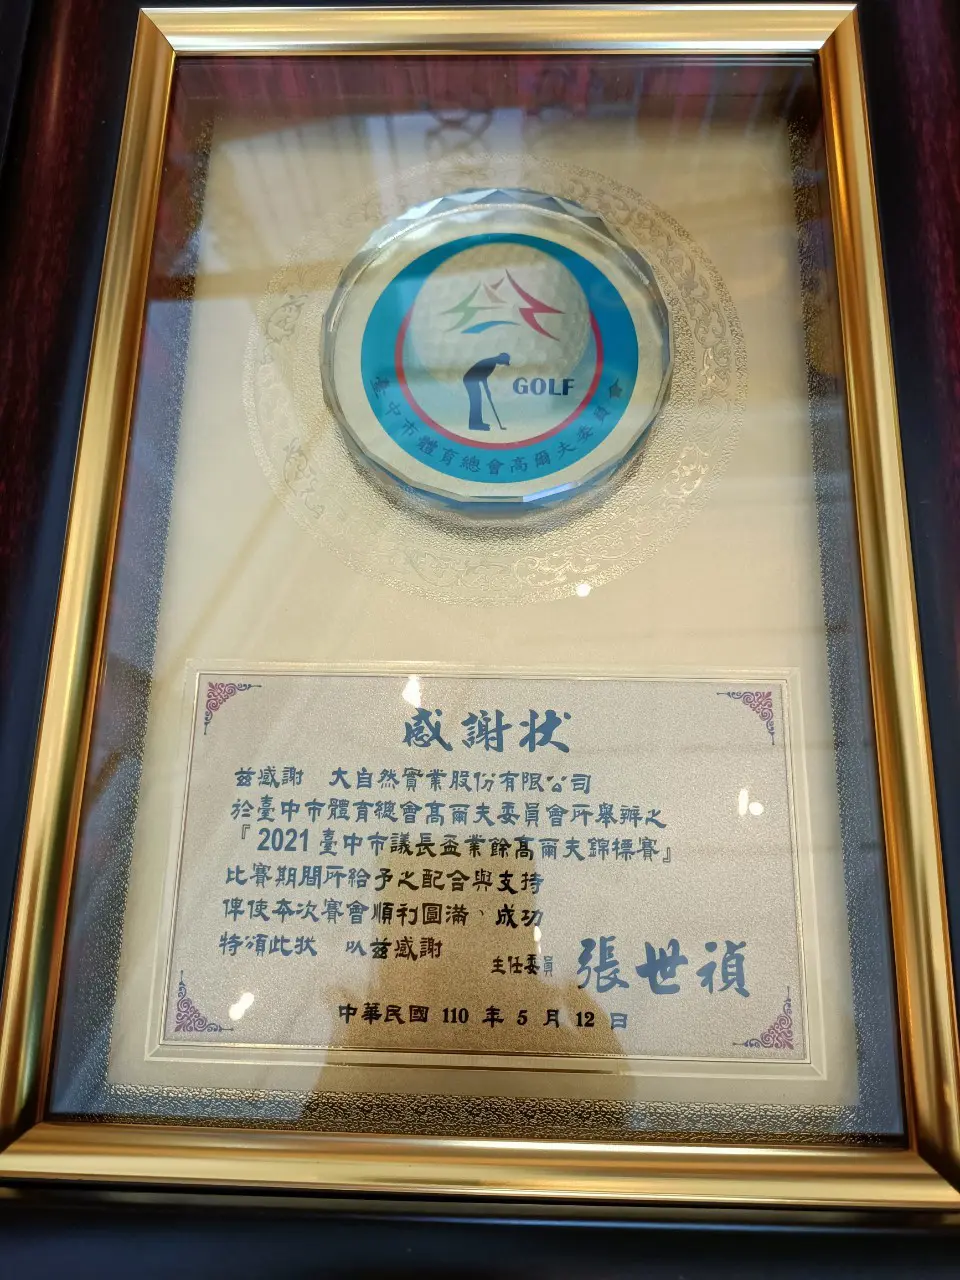 GOLF
臺中市體育總會高爾夫委員會
感謝狀
茲感謝 大自然實業股份有限公司
於臺中市體育總會高爾夫委員會所舉辦之
『2021臺中市議長盃業餘高爾夫錦標賽』
比賽期間所給予之配合與支持
俾使本次賽會順利圓滿、成功
特頒此狀 以茲感謝
主任委員 張世禎
中華民國 110 年 5 月 12 日